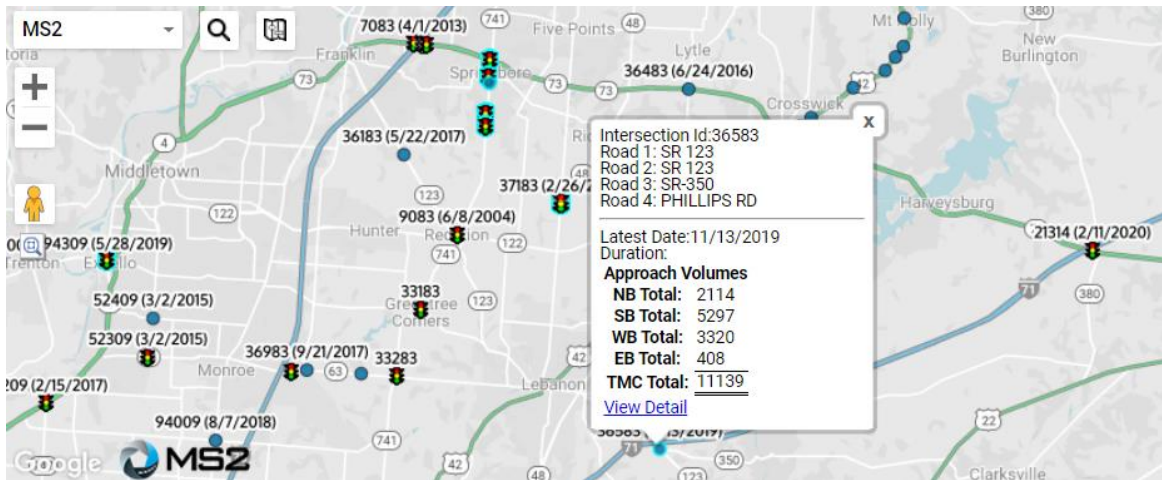 MS2
741
7083 (4/1/2013)
Five Points
48
Mt
olly
380
New
Burlington
Franklin
Lytle
73
36483 (6/24/2016)
73
73
42
Crosswick
4
36183 (5/22/2017)
Middletown
123
37183 (2/26/2
48
122
9083 (6/8/2004)
Hunter
122
741
94309 (5/28/2019)
Trenton
33183
52409 (3/2/2015)
Greentree
Corners
123
52309 (3/2/2015)
36983 (9/21/2017)
33283
Monroe
63
42
Lebanon
209 (2/15/2017)
94009 (8/7/2018)
741
Google
MS2
42
48
x
Intersection Id:36583
Road 1: SR 123
Road 2: SR 123
Road 3: SR-350
Road 4: PHILLIPS RD
Latest Date:11/13/2019
Duration:
Approach Volumes
NB Total: 2114
SB Total: 5297
WB Total: 3320
EB Total: 408
TMC Total: 11139
View Detail
71
350
123
Harveysburg
21314 (2/11/2020)
71
380
22
Clarksville